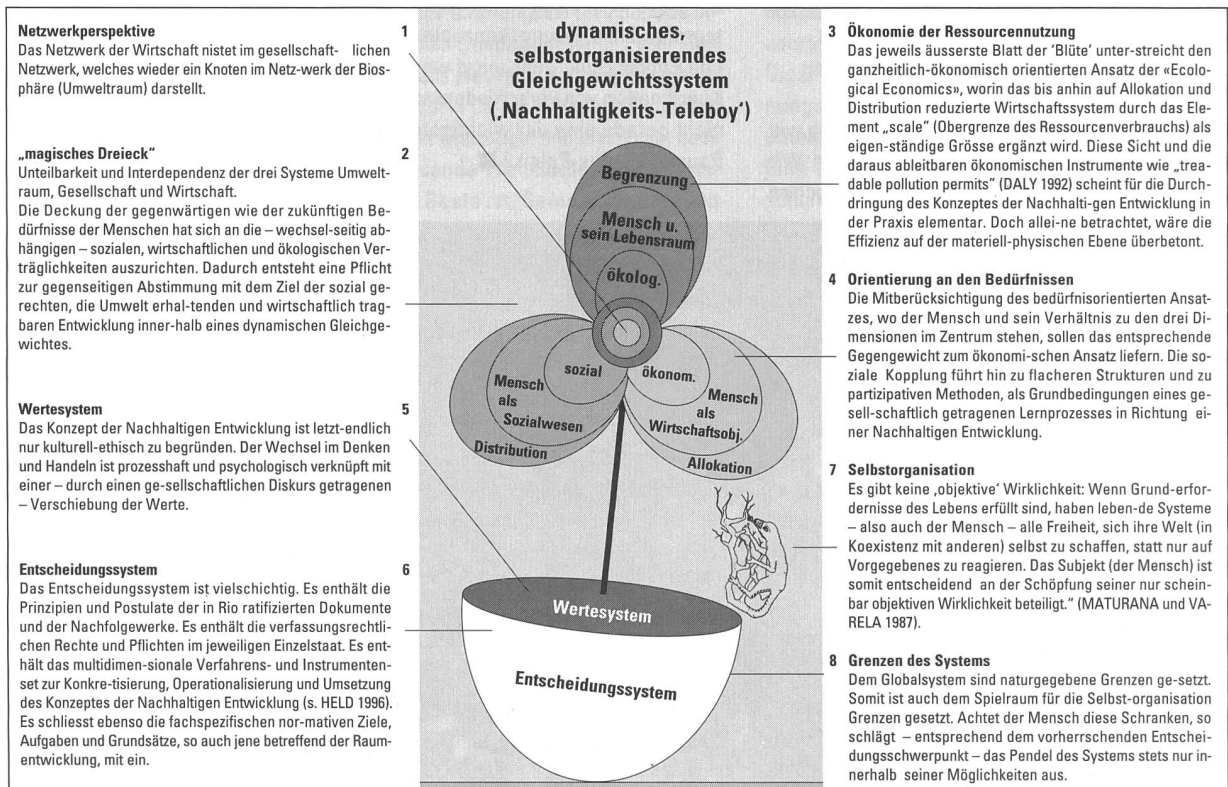 Netzwerkperspektive 1
Das Netzwerk der Wirtschaft nistet im gesellschaft- lichen
Netzwerk, welches wieder ein Knoten im Netz-werk der Bios-
phäre (Umweltraum) darstellt.
„magisches Dreieck" 2
Unteilbarkeit und Interdependenz der drei Systeme Umwelt-
raum, Gesellschaft und Wirtschaft.
Die Deckung der gegenwärtigen wie der zukünftigen Be-
dürfnisse der Menschen hat sich an die – wechsel-seitig ab-
hängigen – sozialen, wirtschaftlichen und ökologischen Ver-
träglichkeiten auszurichten. Dadurch entsteht eine Pflicht
zur gegenseitigen Abstimmung mit dem Ziel der sozial ge-
rechten, die Umwelt erhal-tenden und wirtschaftlich trag-
baren Entwicklung inner-halb eines dynamischen Gleichge-
wichtes.
Wertesystem 5
Das Konzept der Nachhaltigen Entwicklung ist letzt-endlich
nur kulturell-ethisch zu begründen. Der Wechsel im Denken
und Handeln ist prozesshaft und psychologisch verknüpft mit
einer – durch einen ge-sellschaftlichen Diskurs getragenen
– Verschiebung der Werte.
Entscheidungssystem 6
Das Entscheidungssystem ist vielschichtig. Es enthält die
Prinzipien und Postulate der in Rio ratifizierten Dokumente
und der Nachfolgewerke. Es enthält die verfassungsrechtli-
chen Rechte und Pflichten im jeweiligen Einzelstaat. Es ent-
hält das multidimen-sionale Verfahrens- und Instrumenten-
set zur Konkre-tisierung, Operationalisierung und Umsetzung
des Konzeptes der Nachhaltigen Entwicklung (s. HELD 1996).
Es schliesst ebenso die fachspezifischen nor-mativen Ziele,
Aufgaben und Grundsätze, so auch jene betreffend der Raum-
entwicklung, mit ein.
dynamisches,
selbstorganisierendes
Gleichgewichtssystem
(‚Nachhaltigkeits-Teleboy')
Begrenzung
Mensch u.
sein Lebensraum
ökolog.
sozial
ökonom.
Mensch
als
Sozialwesen
Distribution
Mensch
als
Wirtschaftsobj.
Allokation
Wertesystem
Entscheidungssystem
3 Ökonomie der Ressourcennutzung
Das jeweils äusserste Blatt der 'Blüte' unter-streicht den
ganzheitlich-ökonomisch orientierten Ansatz der «Ecolo-
gical Economics», worin das bis anhin auf Allokation und
Distribution reduzierte Wirtschaftssystem durch das Ele-
ment „scale" (Obergrenze des Ressourcenverbrauchs) als
eigen-ständige Grösse ergänzt wird. Diese Sicht und die
daraus ableitbaren ökonomischen Instrumente wie „trea-
dable pollution permits" (DALY 1992) scheint für die Durch-
dringung des Konzeptes der Nachhalti-gen Entwicklung in
der Praxis elementar. Doch allei-ne betrachtet, wäre die
Effizienz auf der materiell-physischen Ebene überbetont.
4 Orientierung an den Bedürfnissen
Die Mitberücksichtigung des bedürfnisorientierten Ansat-
zes, wo der Mensch und sein Verhältnis zu den drei Di-
mensionen im Zentrum stehen, sollen das entsprechende
Gegengewicht zum ökonomi-schen Ansatz liefern. Die so-
ziale Kopplung führt hin zu flacheren Strukturen und zu
partizipativen Methoden, als Grundbedingungen eines ge-
sell-schaftlich getragenen Lernprozesses in Richtung ei-
ner Nachhaltigen Entwicklung.
7 Selbstorganisation
Es gibt keine ‚objektive' Wirklichkeit: Wenn Grund-erfor-
dernisse des Lebens erfüllt sind, haben leben-de Systeme
– also auch der Mensch – alle Freiheit, sich ihre Welt (in
Koexistenz mit anderen) selbst zu schaffen, statt nur auf
Vorgegebenes zu reagieren. Das Subjekt (der Mensch) ist
somit entscheidend an der Schöpfung seiner nur schein-
bar objektiven Wirklichkeit beteiligt." (MATURANA und VA-
RELA 1987).
8 Grenzen des Systems
Dem Globalsystem sind naturgegebene Grenzen ge-setzt.
Somit ist auch dem Spielraum für die Selbst-organisation
Grenzen gesetzt. Achtet der Mensch diese Schranken, so
schlägt – entsprechend dem vorherrschenden Entschei-
dungsschwerpunkt – das Pendel des Systems stets nur in-
nerhalb seiner Möglichkeiten aus.